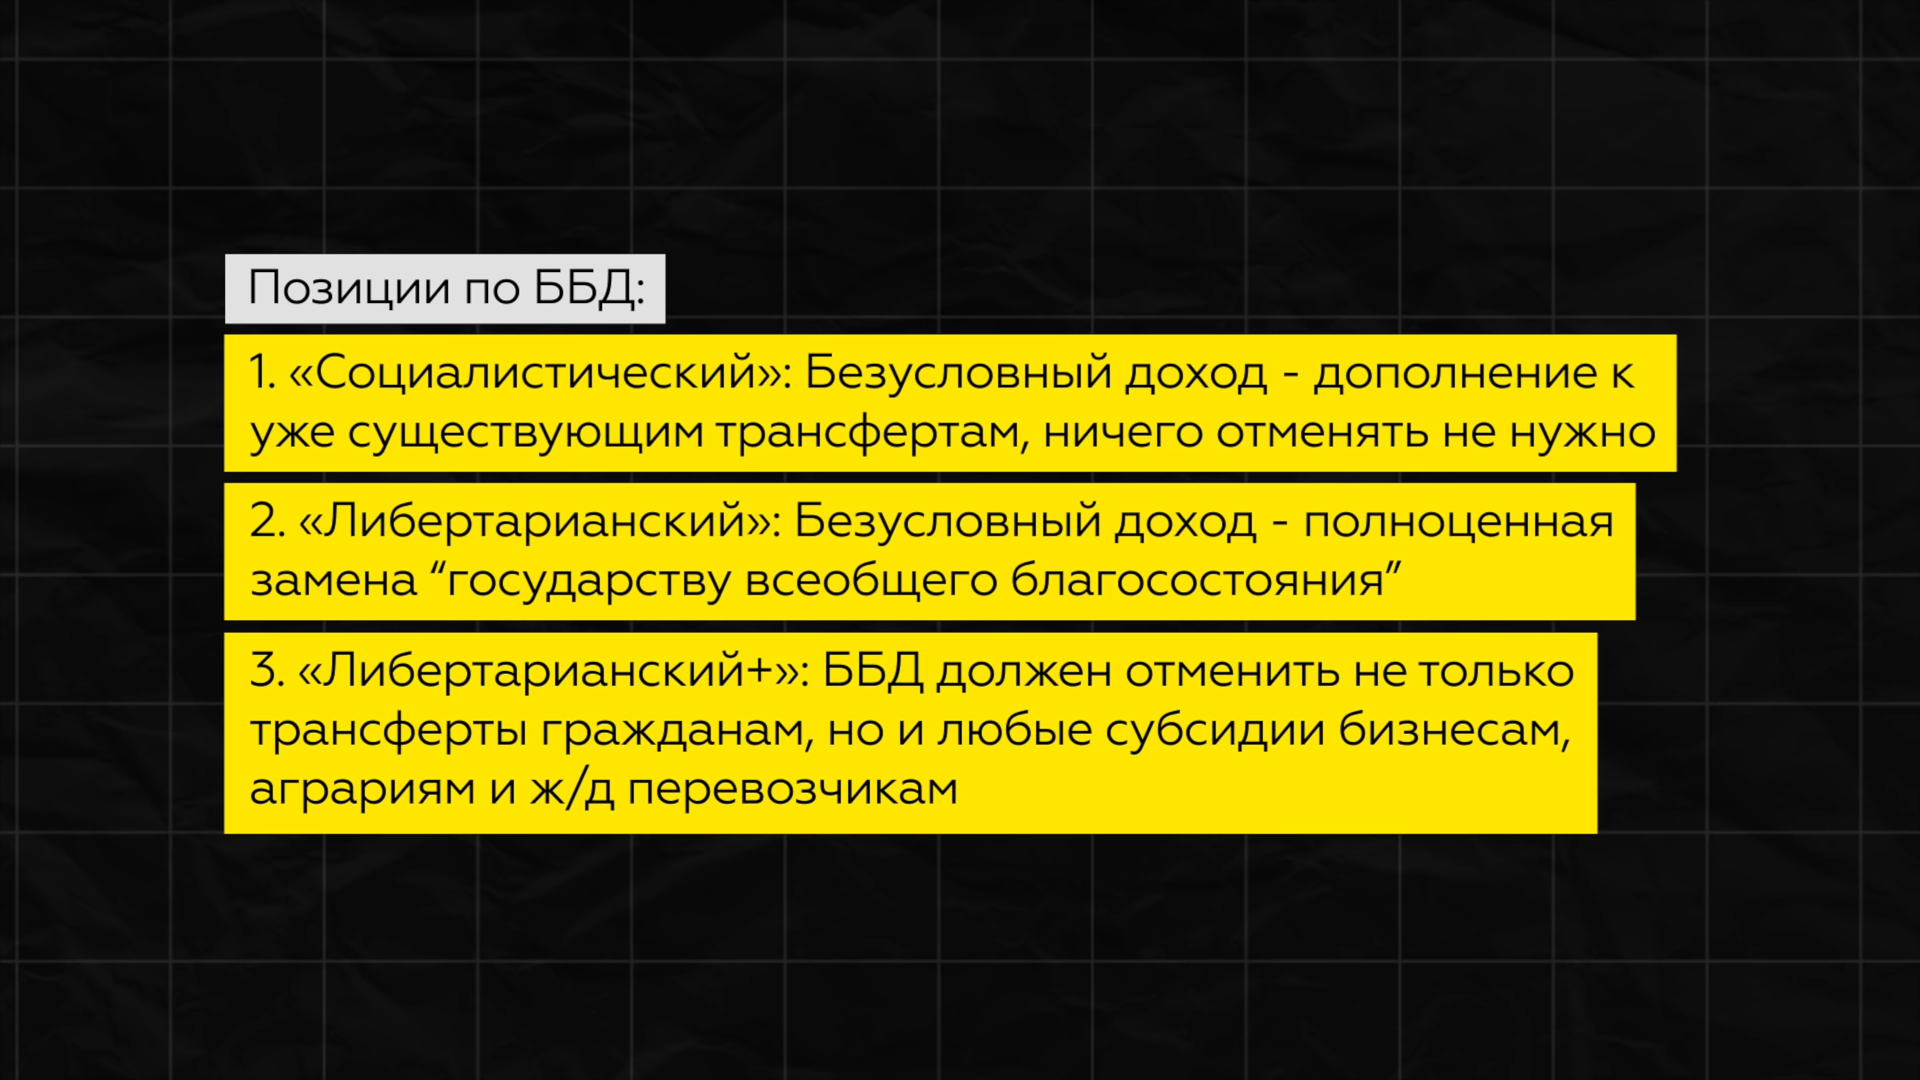 Позиции по ББД:
1. «Социалистический»: Безусловный доход - дополнение к
уже существующим трансфертам, ничего отменять не нужно
2. «Либертарианский»: Безусловный доход - полноценная
замена “государству всеобщего благосостояния”
3. «Либертарианский+»: ББД должен отменить не только
трансферты гражданам, но и любые субсидии бизнесам,
аграриям и ж/д перевозчикам